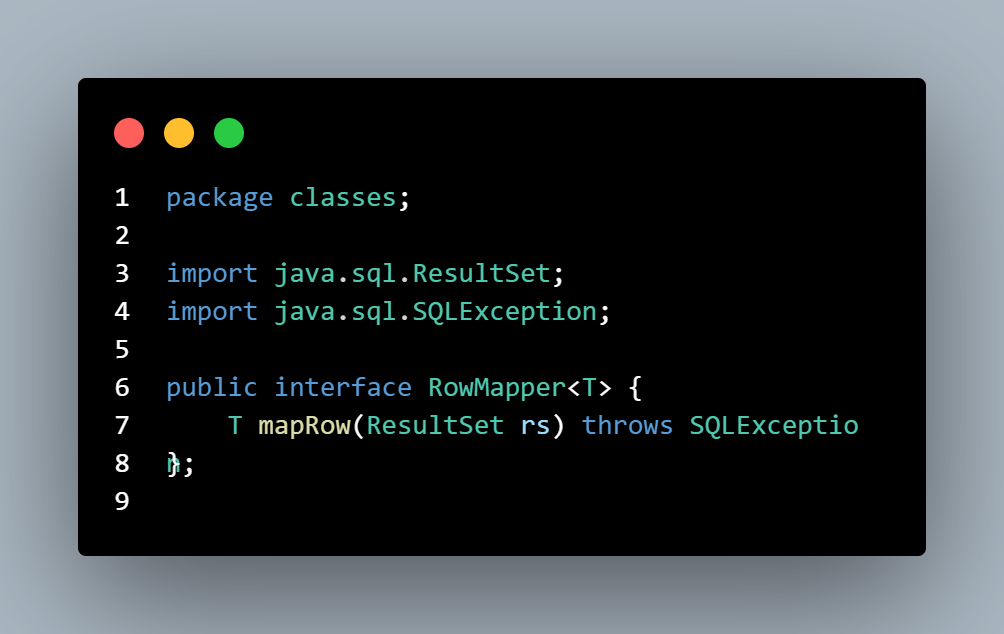 1 package classes;
2
3 import java.sql.ResultSet;
4 import java.sql.SQLException;
5
6 public interface RowMapper<T> {
7 T mapRow(ResultSet rs) throws SQLExceptio
n;
8 }
9